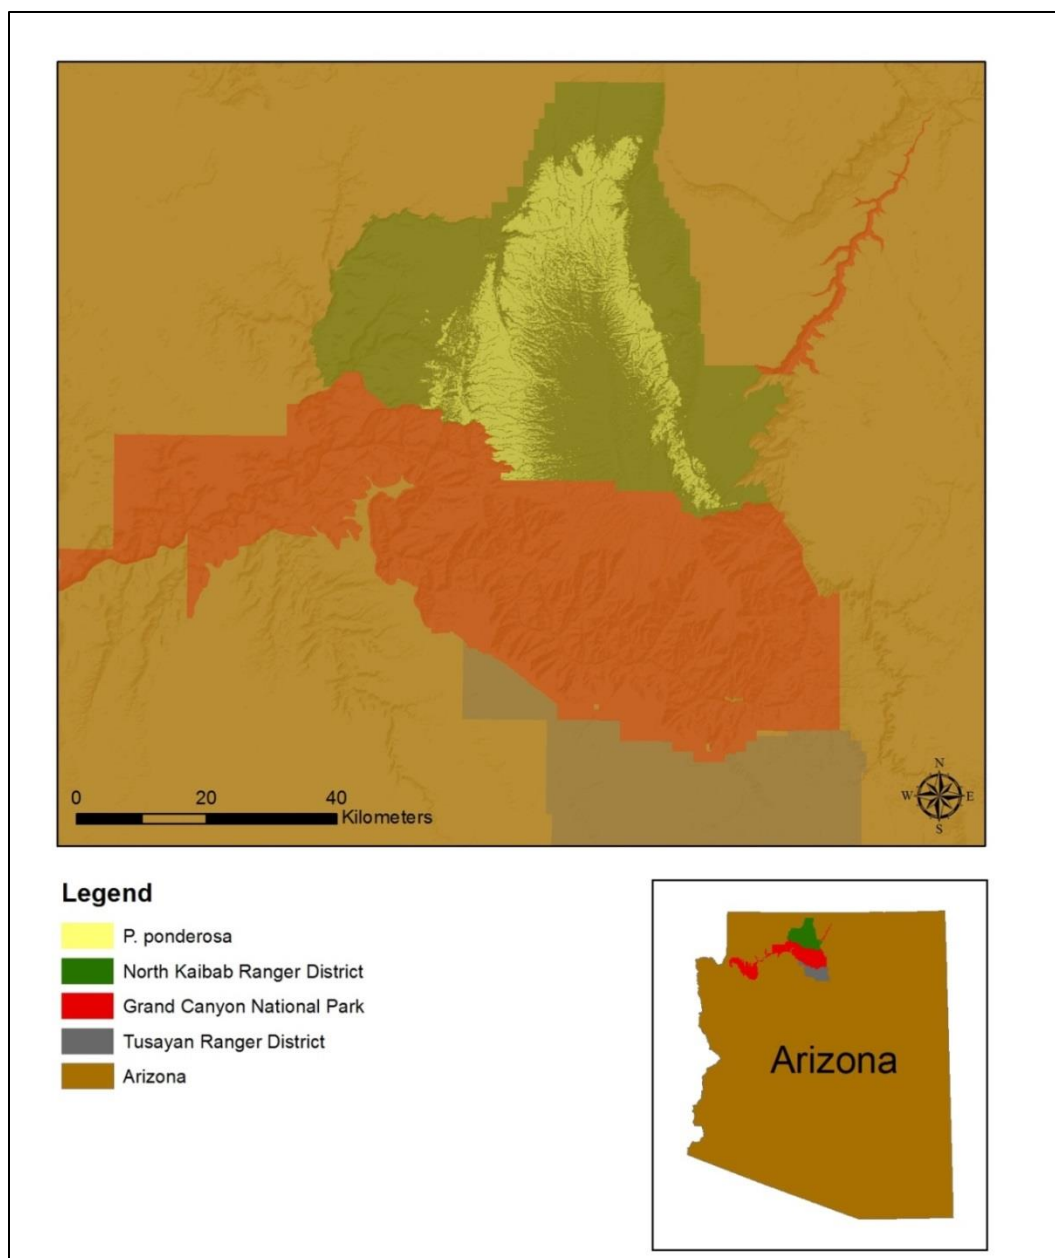 N
W E
S
0 20 40
Kilometers
Legend
P. ponderosa
North Kaibab Ranger District
Grand Canyon National Park
Tusayan Ranger District
Arizona
Arizona